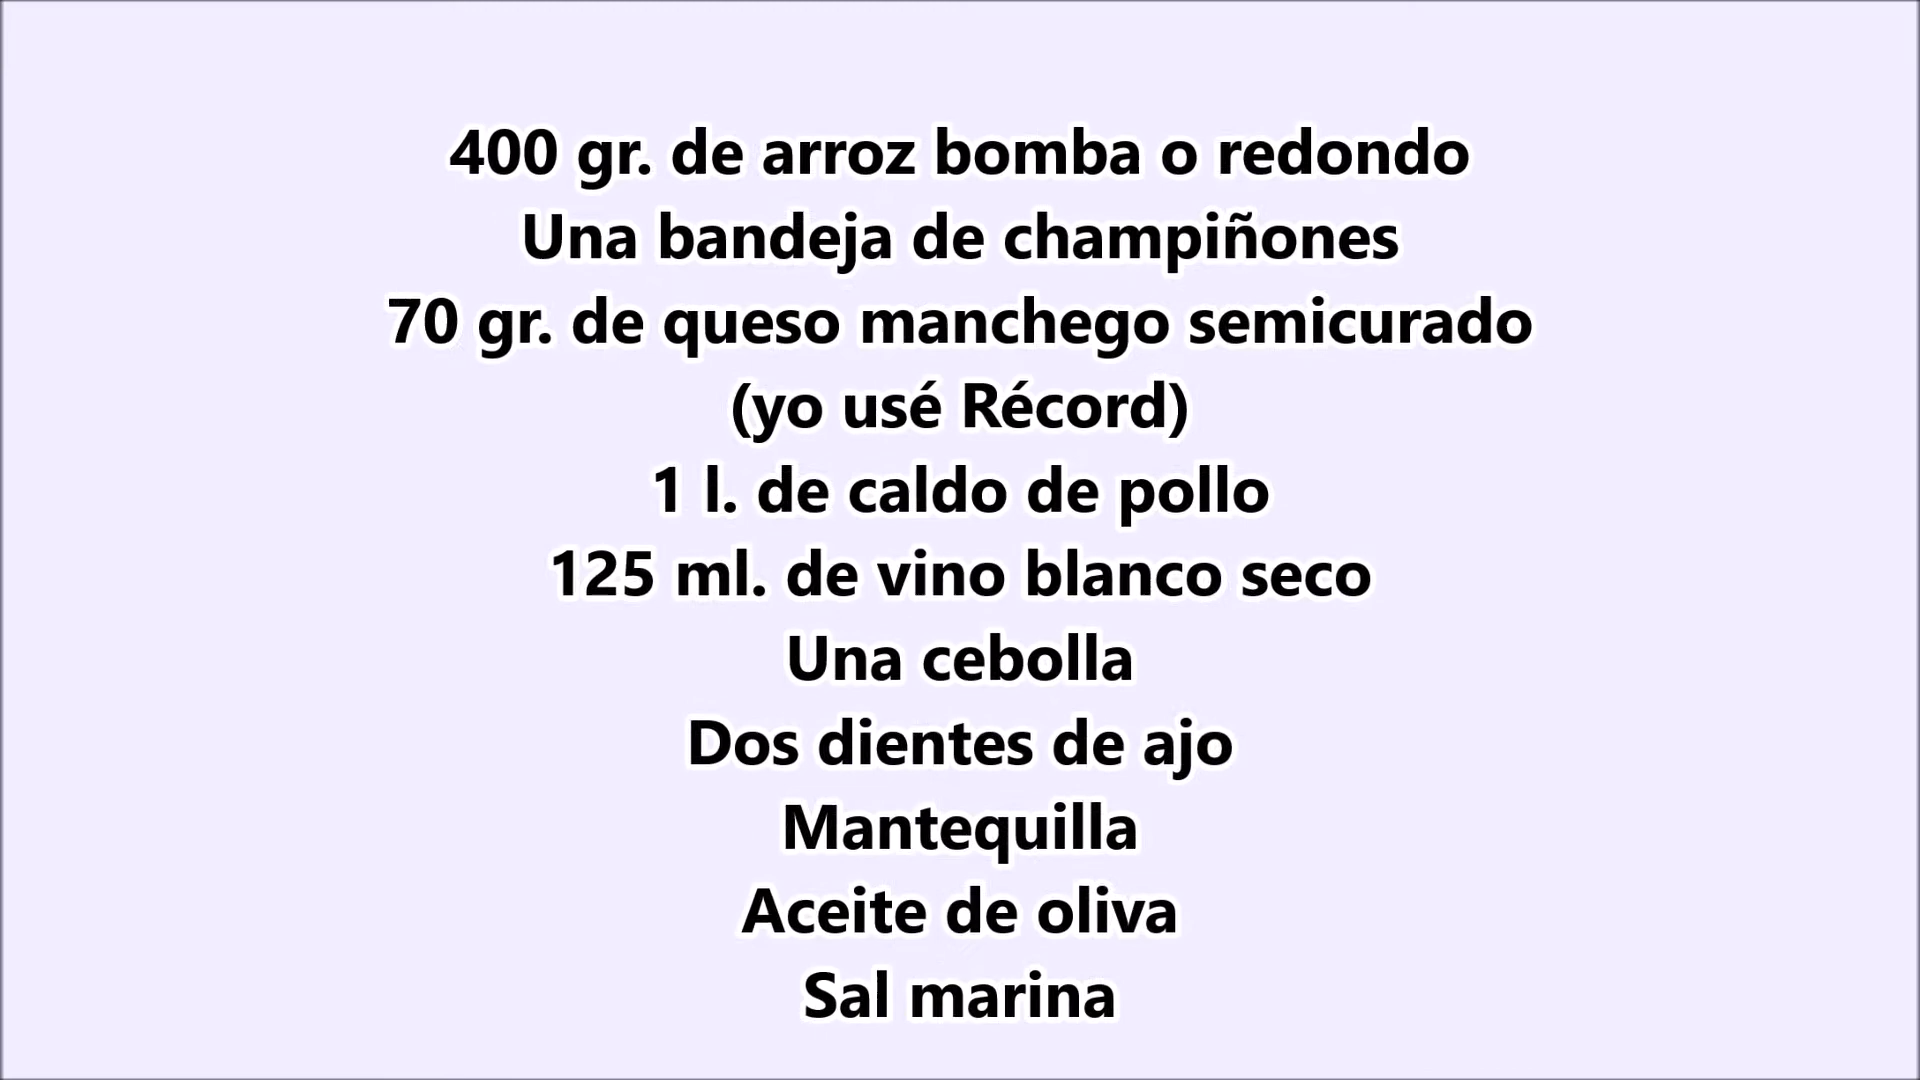 400 gr. de arroz bomba o redondo
Una bandeja de champiñones
70 gr. de queso manchego semicurado
(yo usé Récord)
1 l. de caldo de pollo
125 ml. de vino blanco seco
Una cebolla
Dos dientes de ajo
Mantequilla
Aceite de oliva
Sal marina